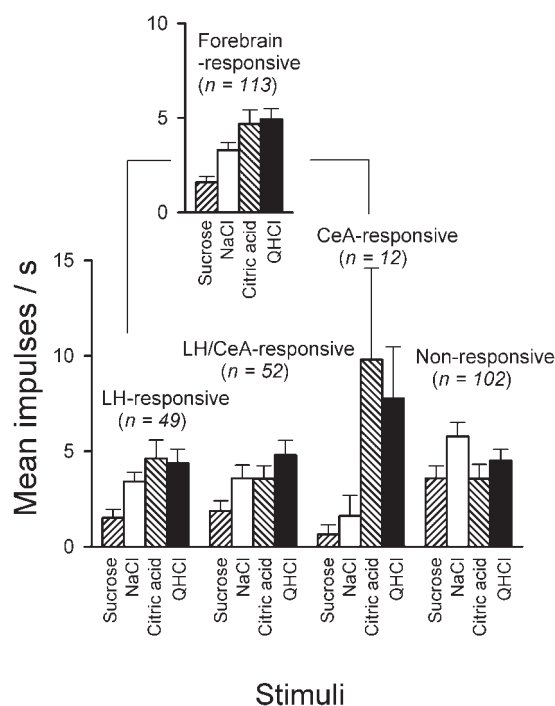 10
Forebrain
-responsive
(n = 113)
5
0
Sucrose
NaCl
Citric acid
QHCl
Mean impulses / s
15
10
5
0
CeA-responsive
(n = 12)
LH/CeA-responsive
(n = 52)
Non-responsive
(n = 102)
LH-responsive
(n = 49)
Sucrose
NaCl
Citric acid
QHCl
Sucrose
NaCl
Citric acid
QHCl
Sucrose
NaCl
Citric acid
QHCl
Sucrose
NaCl
Citric acid
QHCl
Stimuli